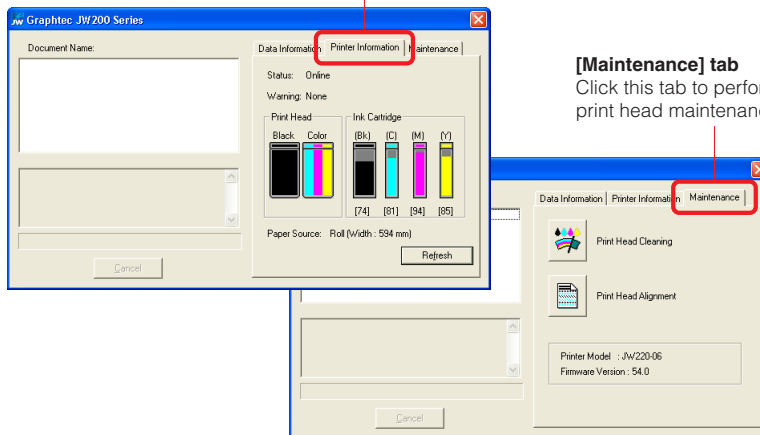 JW Graphtec JW200 Series
Document Name:
Data Information Printer Information Maintenance
Status: Online
Warning: None
Print Head
Black Color
Ink Cartridge
(Bk) (C) (M) (Y)
[74] [81] [94] [85]
Paper Source: Roll (Width : 594 mm)
Refresh
Cancel
[Maintenance] tab
Click this tab to
print head
Data Information Printer Information Maintenance
Print Head Cleaning
Print Head Alignment
Printer Model : JW220-06
Firmware Version : 54.0
Cancel